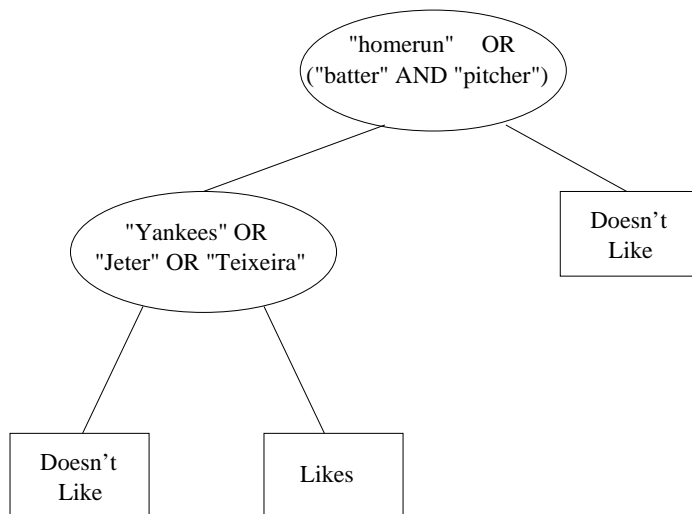 "homerun" OR
("batter" AND "pitcher")
"Yankees" OR
"Jeter" OR "Teixeira"
Doesn't
Like
Doesn't
Like
Likes